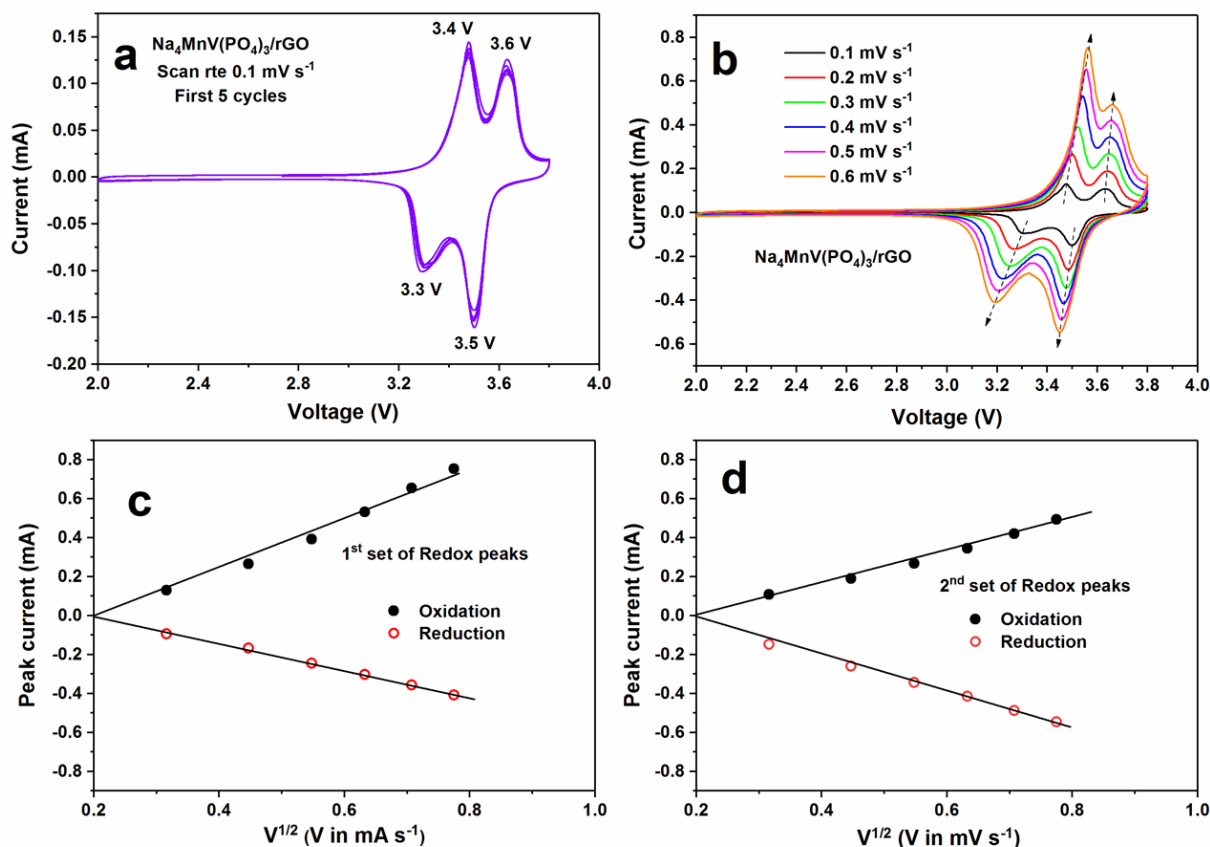 a
Na₄MnV(PO₄)₃/rGO
Scan rte 0.1 mV s⁻¹
First 5 cycles
3.4 V
3.6 V
3.3 V
3.5 V
0.15
0.10
0.05
0.00
-0.05
-0.10
-0.15
-0.20
Current (mA)
2.0 2.4 2.8 3.2 3.6 4.0
Voltage (V)
b
0.1 mV s⁻¹
0.2 mV s⁻¹
0.3 mV s⁻¹
0.4 mV s⁻¹
0.5 mV s⁻¹
0.6 mV s⁻¹
Na₄MnV(PO₄)₃/rGO
0.8
0.6
0.4
0.2
0.0
-0.2
-0.4
-0.6
Current (mA)
2.0 2.2 2.4 2.6 2.8 3.0 3.2 3.4 3.6 3.8 4.0
Voltage (V)
c
1st set of Redox peaks
Oxidation
Reduction
0.8
0.6
0.4
0.2
0.0
-0.2
-0.4
-0.6
-0.8
Peak current (mA)
0.2 0.4 0.6 0.8 1.0
V¹/² (V in mA s⁻¹)
d
2nd set of Redox peaks
Oxidation
Reduction
0.8
0.6
0.4
0.2
0.0
-0.2
-0.4
-0.6
-0.8
Peak current (mA)
0.2 0.4 0.6 0.8 1.0
V¹/² (V in mV s⁻¹)